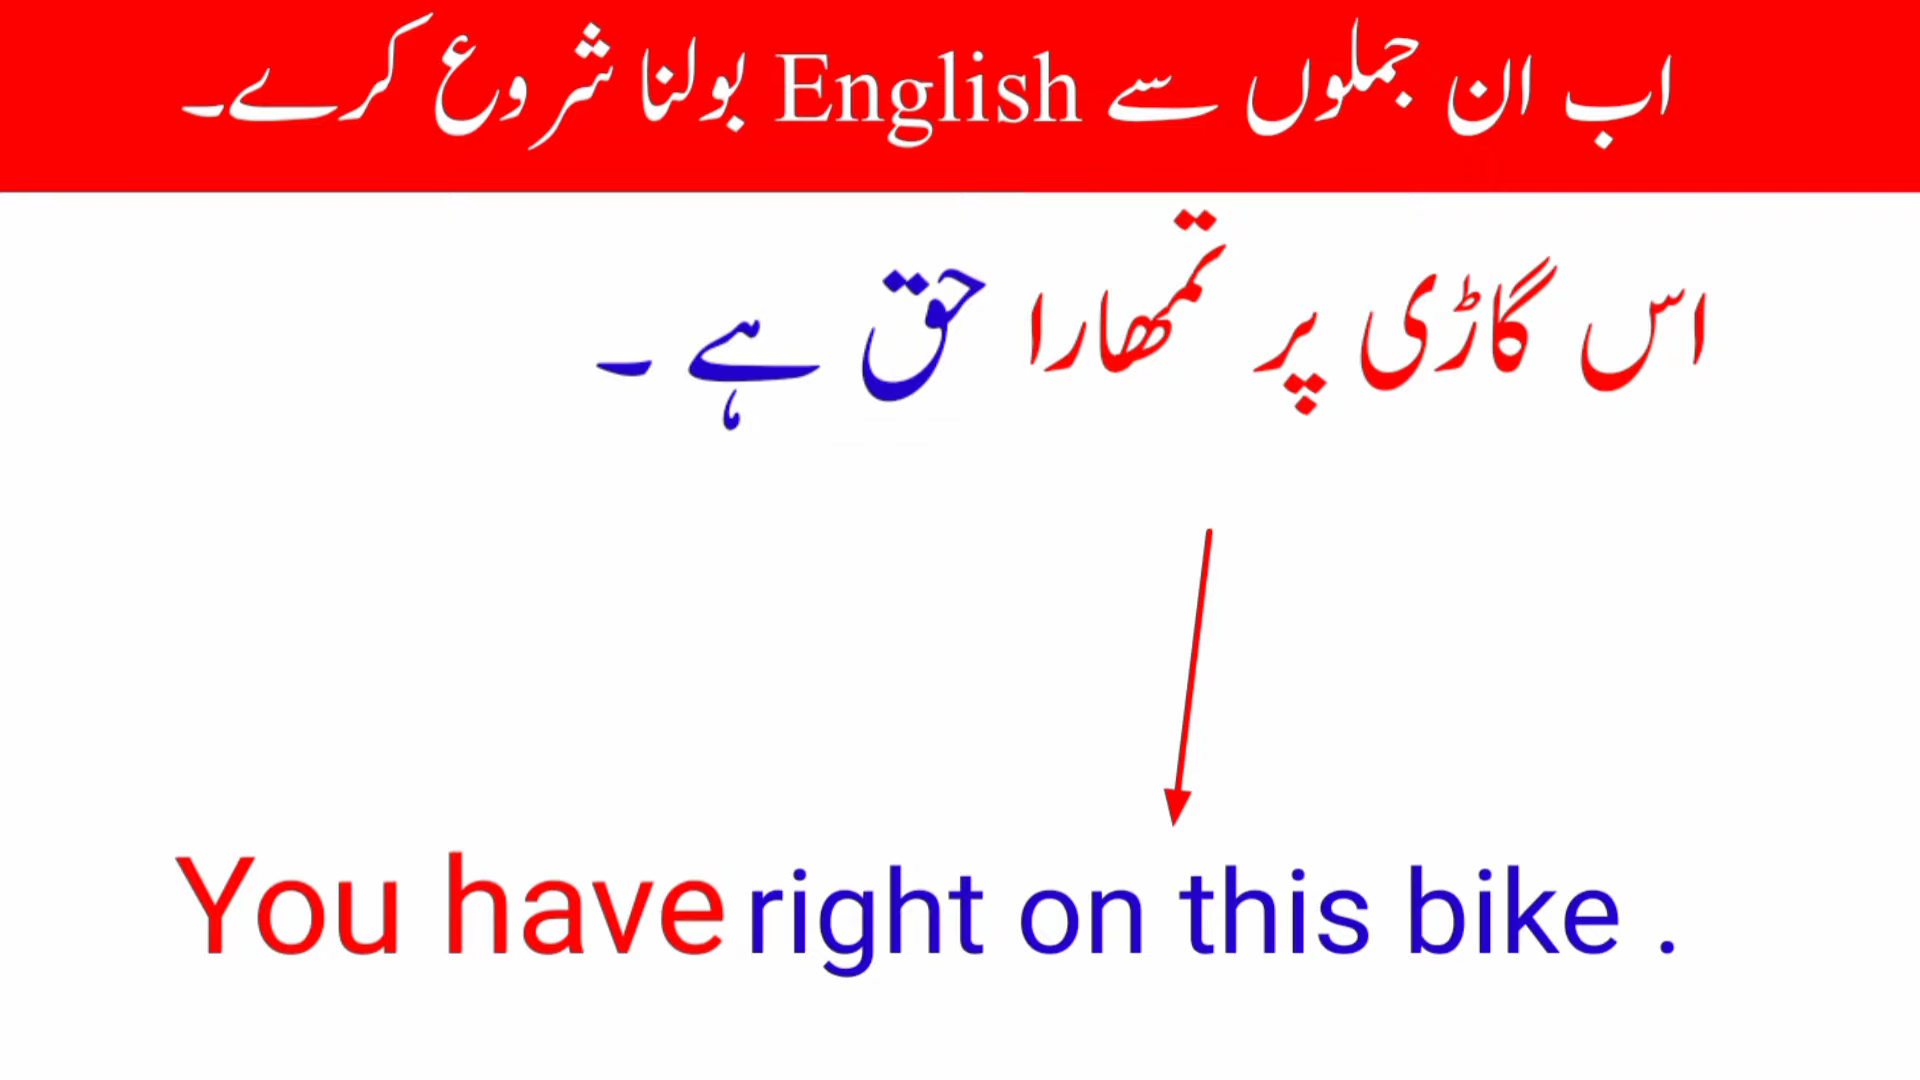 اب ان جملوں سے English بولنا شروع کرے۔
اس گاڑی پر تمھارا حق ہے ۔
You have right on this bike .